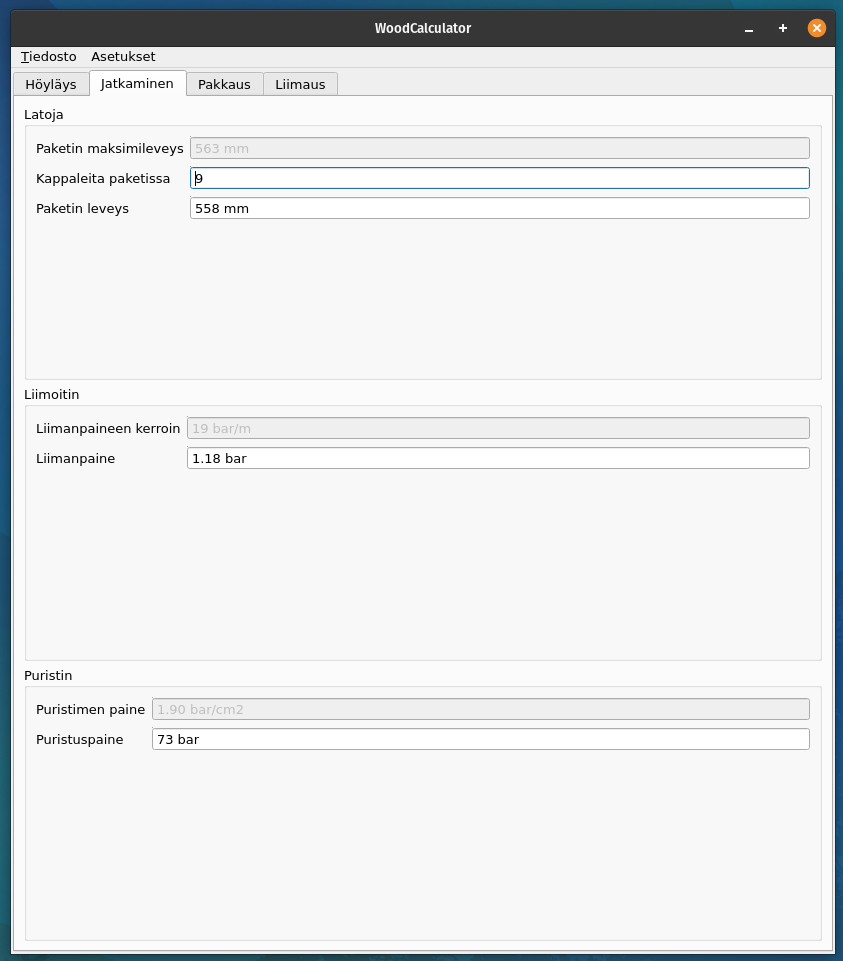 WoodCalculator
Tiedosto Asetukset
Höyläys Jatkaminen Pakkaus Liimaus
Latoja
Paketin maksimileveys 563 mm
Kappaleita paketissa 9
Paketin leveys 558 mm
Liimoitin
Liimanpaineen kerroin 19 bar/m
Liimanpaine 1.18 bar
Puristin
Puristimen paine 1.90 bar/cm2
Puristuspaine 73 bar